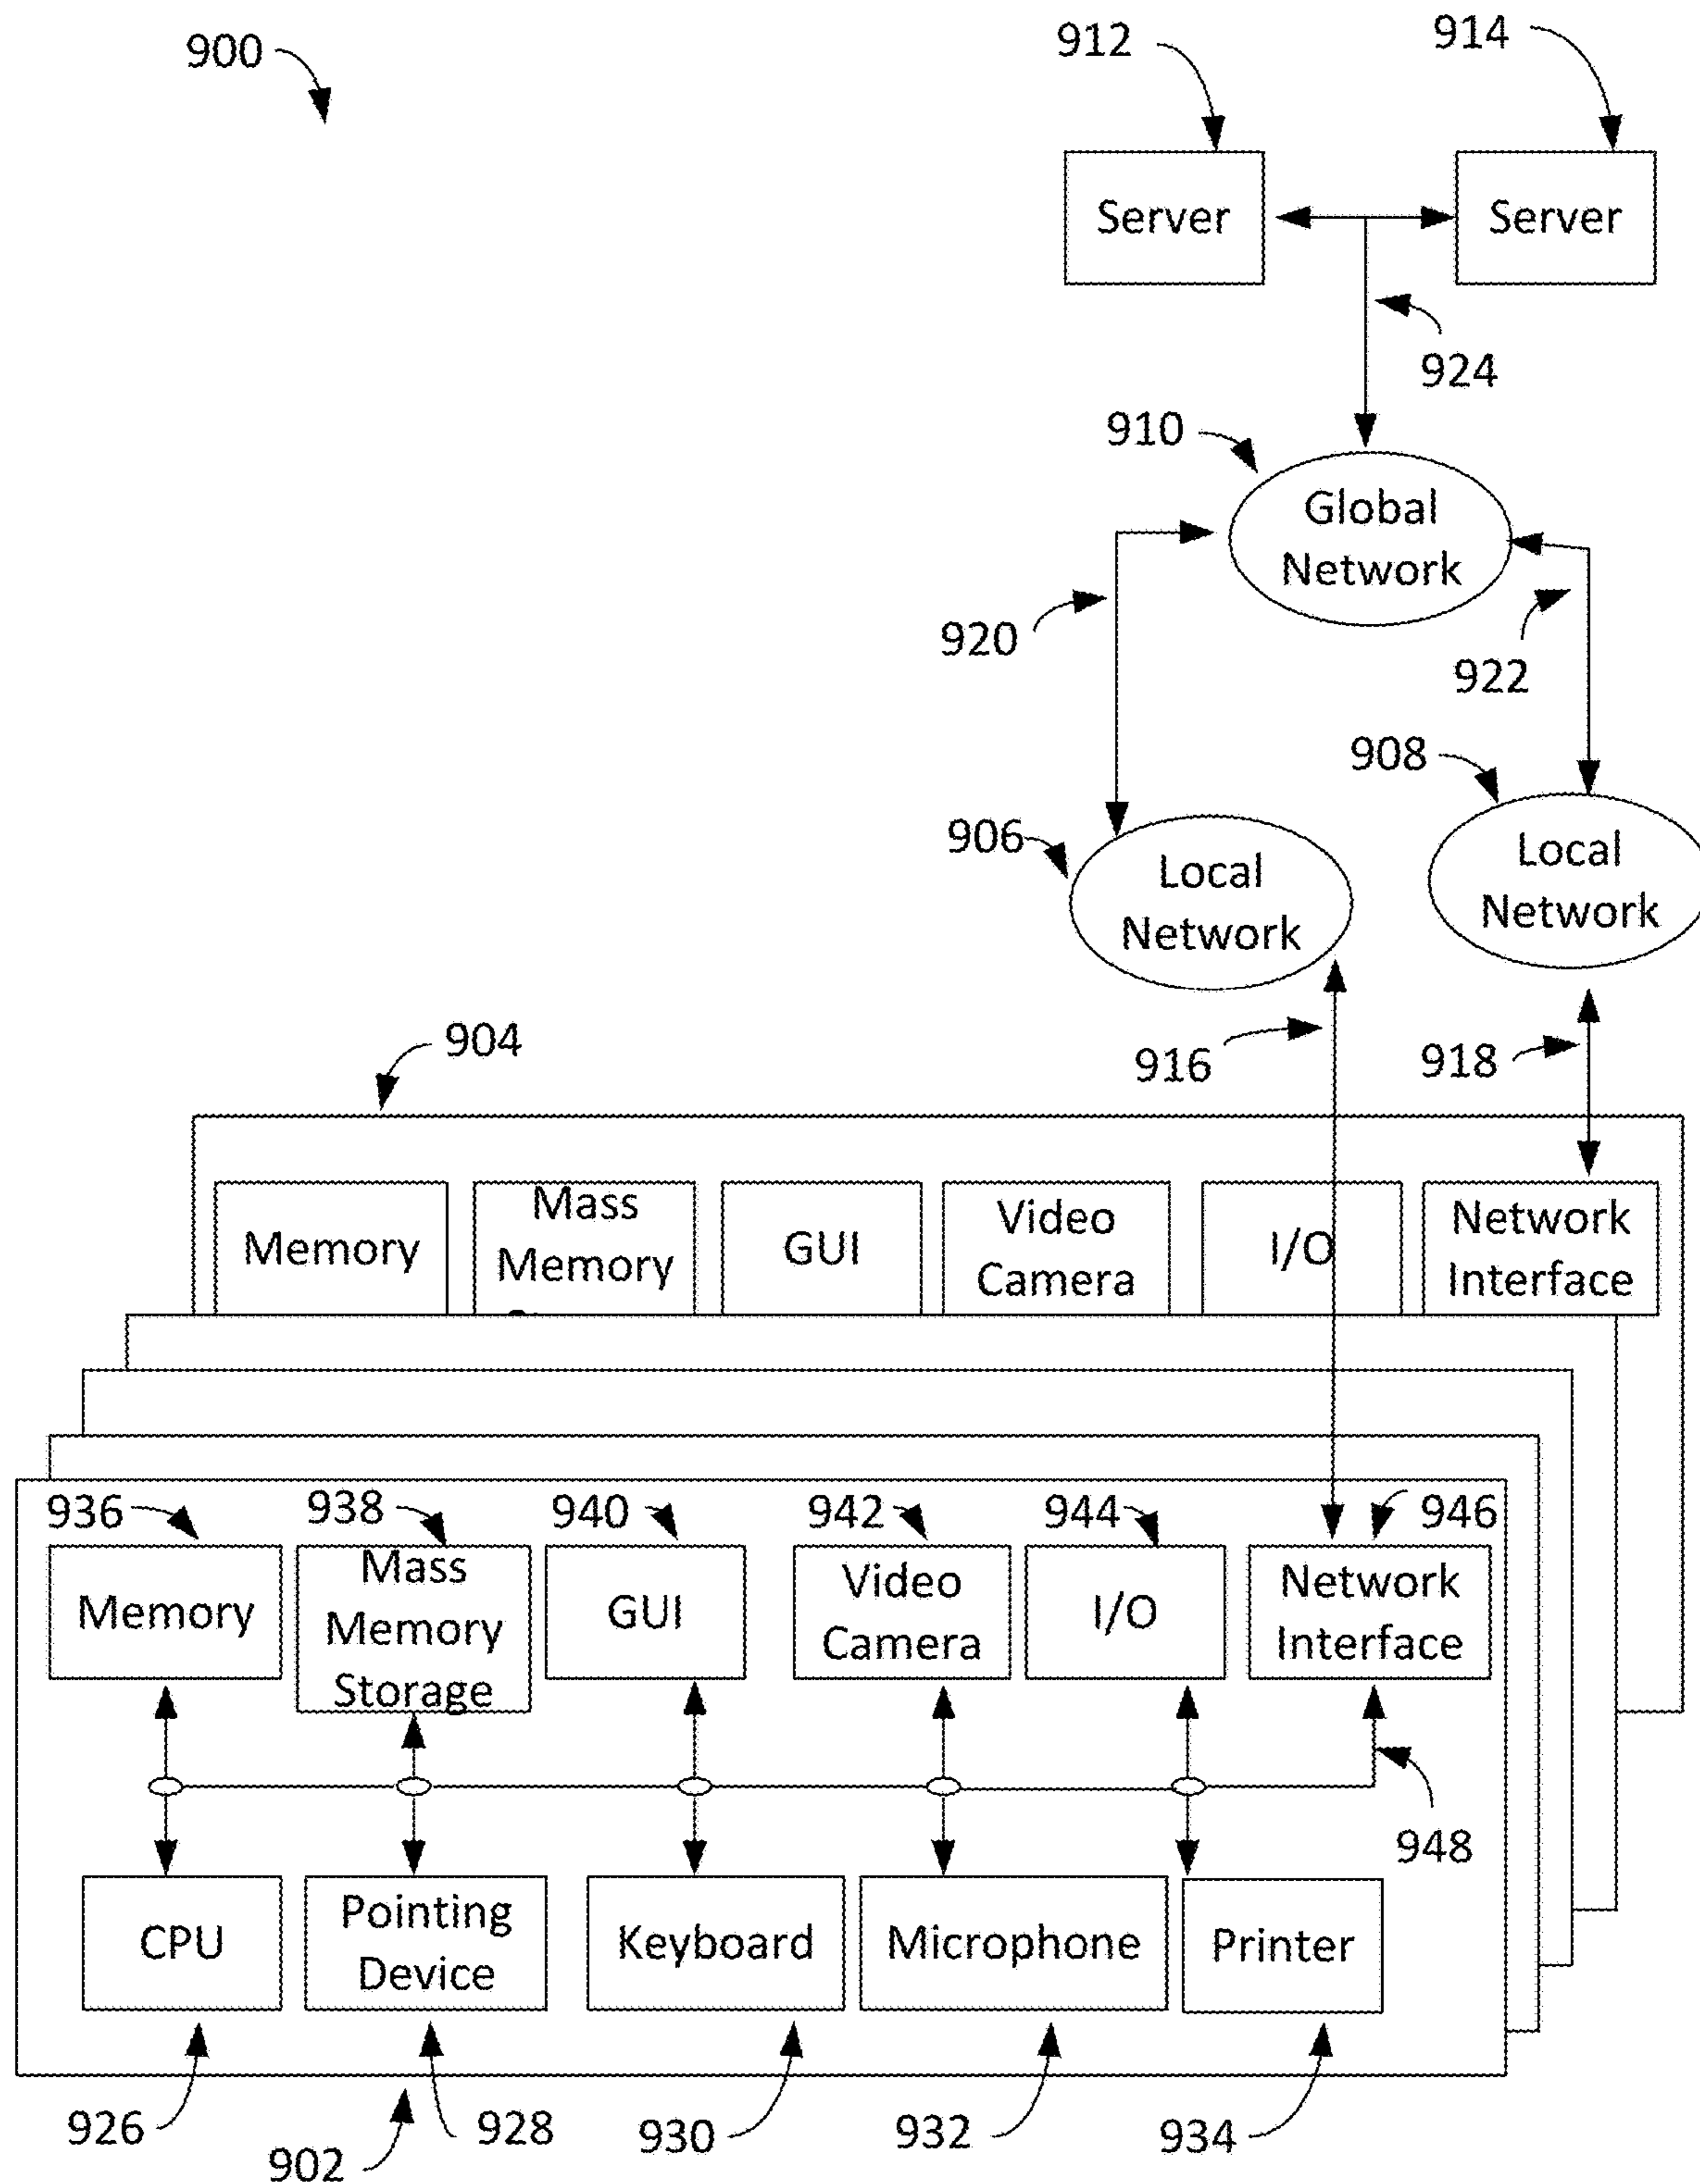 900
912
914
Server
Server
924
910
Global
Network
920
922
908
906
Local
Network
Local
Network
904
916
918
Memory
Mass
Memory
GUI
Video
Camera
I/O
Network
Interface
936
938
940
942
944
946
Memory
Mass
Memory
Storage
GUI
Video
Camera
I/O
Network
Interface
948
CPU
Pointing
Device
Keyboard
Microphone
Printer
926
902
928
930
932
934